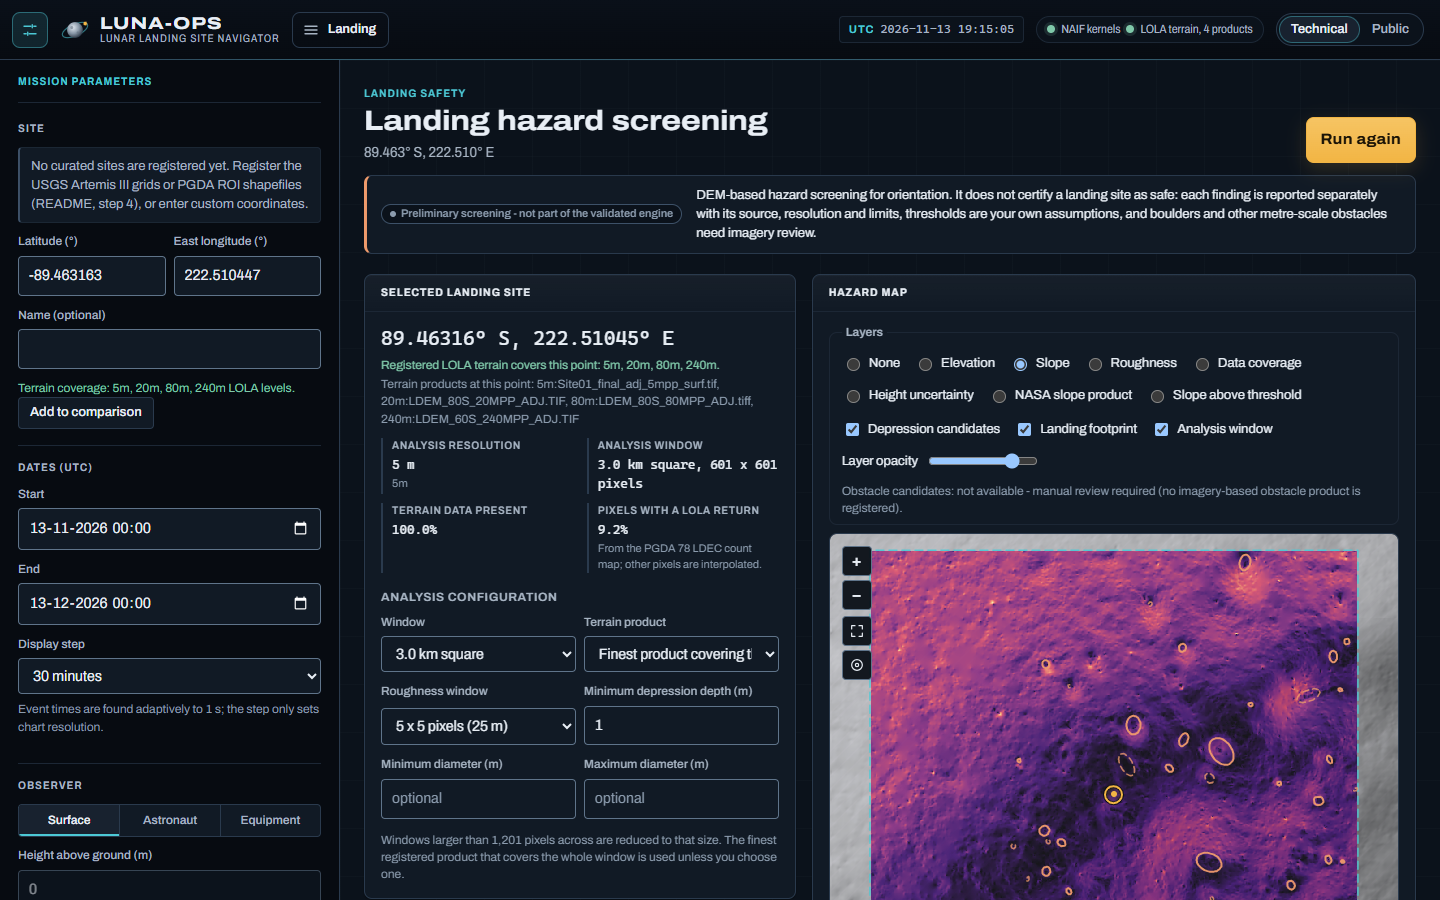 LUNA-OPS
LUNAR LANDING SITE NAVIGATOR
Landing
UTC 2026-11-13 19:15:05
NAIF kernels
LOLA terrain, 4 products
Technical
Public
MISSION PARAMETERS
SITE
No curated sites are registered yet. Register the
USGS Artemis III grids or PGDA ROI shapefiles
(README, step 4), or enter custom coordinates.
Latitude (°)
East longitude (°)
-89.463163
222.510447
Name (optional)
Terrain coverage: 5m, 20m, 80m, 240m LOLA levels.
Add to comparison
DATES (UTC)
Start
13-11-2026 00:00
End
13-12-2026 00:00
Display step
30 minutes
Event times are found adaptively to 1 s; the step only sets
chart resolution.
OBSERVER
Surface
Astronaut
Equipment
Height above ground (m)
0
LANDING SAFETY
Landing hazard screening
89.463° S, 222.510° E
Run again
Preliminary screening - not part of the validated engine
DEM-based hazard screening for orientation. It does not certify a landing site as safe: each finding is reported separately
with its source, resolution and limits, thresholds are your own assumptions, and boulders and other metre-scale obstacles
need imagery review.
SELECTED LANDING SITE
89.46316° S, 222.51045° E
Registered LOLA terrain covers this point: 5m, 20m, 80m, 240m.
Terrain products at this point: 5m:Site01_final_adj_5mpp_surf.tif,
20m:LDEM_80S_20MPP_ADJ.TIF, 80m:LDEM_80S_80MPP_ADJ.tiff,
240m:LDEM_60S_240MPP_ADJ.TIF
ANALYSIS RESOLUTION
5 m
5m
ANALYSIS WINDOW
3.0 km square, 601 x 601
pixels
TERRAIN DATA PRESENT
100.0%
PIXELS WITH A LOLA RETURN
9.2%
From the PGDA 78 LDEC count
map; other pixels are interpolated.
ANALYSIS CONFIGURATION
Window
Terrain product
3.0 km square
Finest product covering t
Roughness window
Minimum depression depth (m)
5 x 5 pixels (25 m)
1
Minimum diameter (m)
Maximum diameter (m)
optional
optional
Windows larger than 1,201 pixels across are reduced to that size. The finest
registered product that covers the whole window is used unless you choose
one.
HAZARD MAP
Layers
None
Elevation
Slope
Roughness
Data coverage
Height uncertainty
NASA slope product
Slope above threshold
Depression candidates
Landing footprint
Analysis window
Layer opacity
Obstacle candidates: not available - manual review required (no imagery-based obstacle product is
registered).
+
−